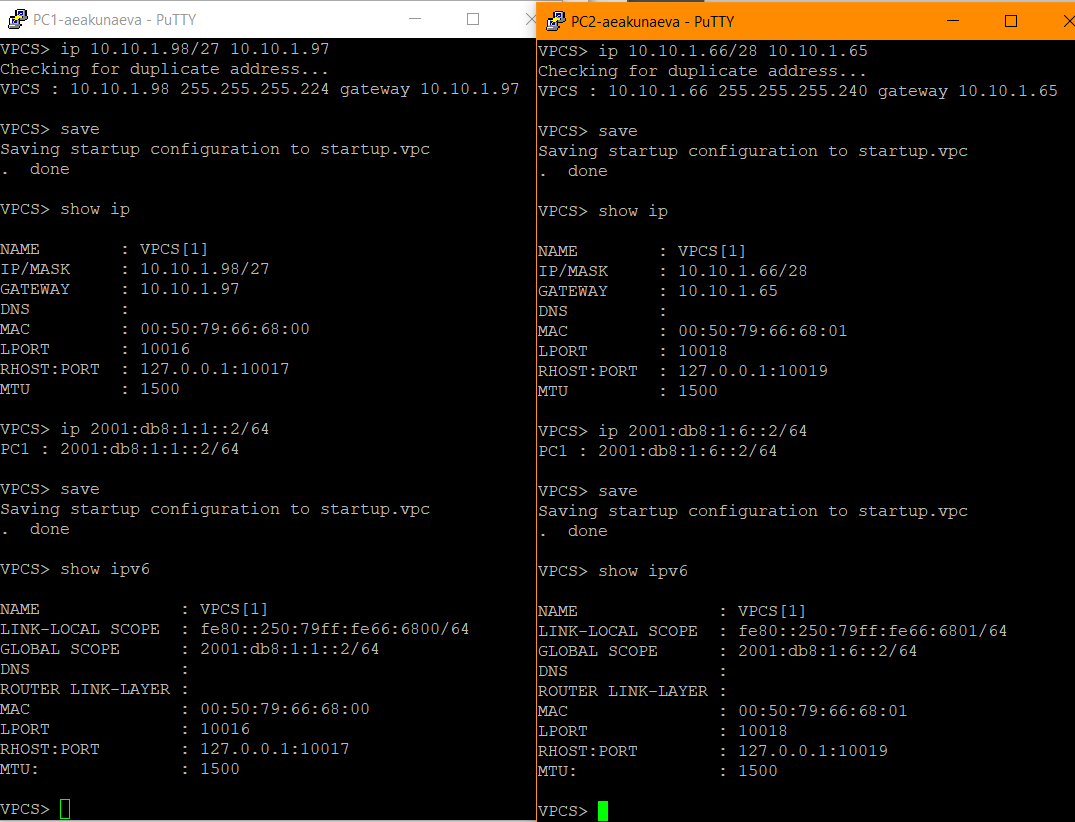 PC1-aeakunaeva - PuTTY
VPCS> ip 10.10.1.98/27 10.10.1.97
Checking for duplicate address...
VPCS : 10.10.1.98 255.255.255.224 gateway 10.10.1.97
VPCS> save
Saving startup configuration to startup.vpc
.  done
VPCS> show ip
NAME        : VPCS[1]
IP/MASK     : 10.10.1.98/27
GATEWAY     : 10.10.1.97
DNS         :
MAC         : 00:50:79:66:68:00
LPORT       : 10016
RHOST:PORT  : 127.0.0.1:10017
MTU         : 1500
VPCS> ip 2001:db8:1:1::2/64
PC1 : 2001:db8:1:1::2/64
VPCS> save
Saving startup configuration to startup.vpc
.  done
VPCS> show ipv6
NAME              : VPCS[1]
LINK-LOCAL SCOPE  : fe80::250:79ff:fe66:6800/64
GLOBAL SCOPE      : 2001:db8:1:1::2/64
DNS               :
ROUTER LINK-LAYER :
MAC               : 00:50:79:66:68:00
LPORT             : 10016
RHOST:PORT        : 127.0.0.1:10017
MTU:              : 1500
VPCS>
PC2-aeakunaeva - PuTTY
VPCS> ip 10.10.1.66/28 10.10.1.65
Checking for duplicate address...
VPCS : 10.10.1.66 255.255.255.240 gateway 10.10.1.65
VPCS> save
Saving startup configuration to startup.vpc
.  done
VPCS> show ip
NAME        : VPCS[1]
IP/MASK     : 10.10.1.66/28
GATEWAY     : 10.10.1.65
DNS         :
MAC         : 00:50:79:66:68:01
LPORT       : 10018
RHOST:PORT  : 127.0.0.1:10019
MTU         : 1500
VPCS> ip 2001:db8:1:6::2/64
PC1 : 2001:db8:1:6::2/64
VPCS> save
Saving startup configuration to startup.vpc
.  done
VPCS> show ipv6
NAME              : VPCS[1]
LINK-LOCAL SCOPE  : fe80::250:79ff:fe66:6801/64
GLOBAL SCOPE      : 2001:db8:1:6::2/64
DNS               :
ROUTER LINK-LAYER :
MAC               : 00:50:79:66:68:01
LPORT             : 10018
RHOST:PORT        : 127.0.0.1:10019
MTU:              : 1500
VPCS>